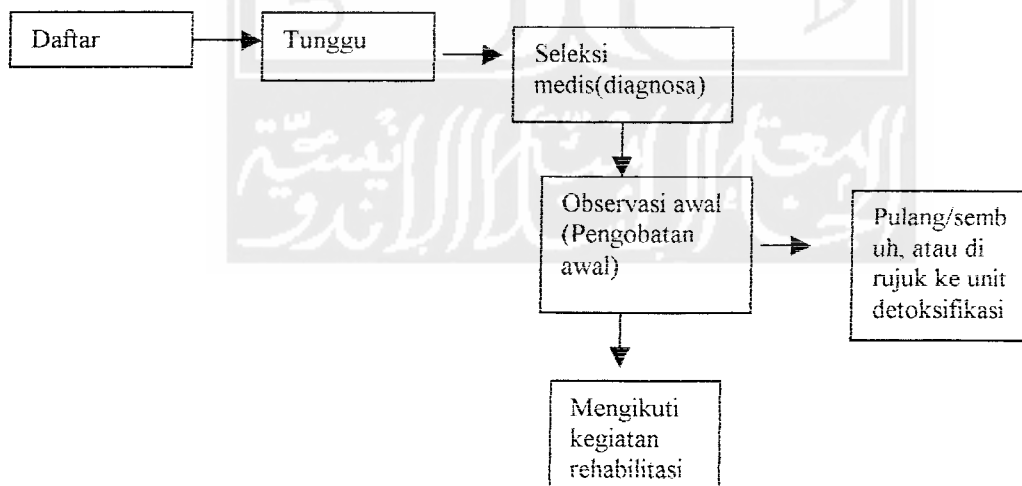 Daftar
Tunggu
Seleksi
medis(diagnosa)
Observasi awal
(Pengobatan
awal)
Pulang/semb
uh, atau di
rujuk ke unit
detoksifikasi
Mengikuti
kegiatan
rehabilitasi